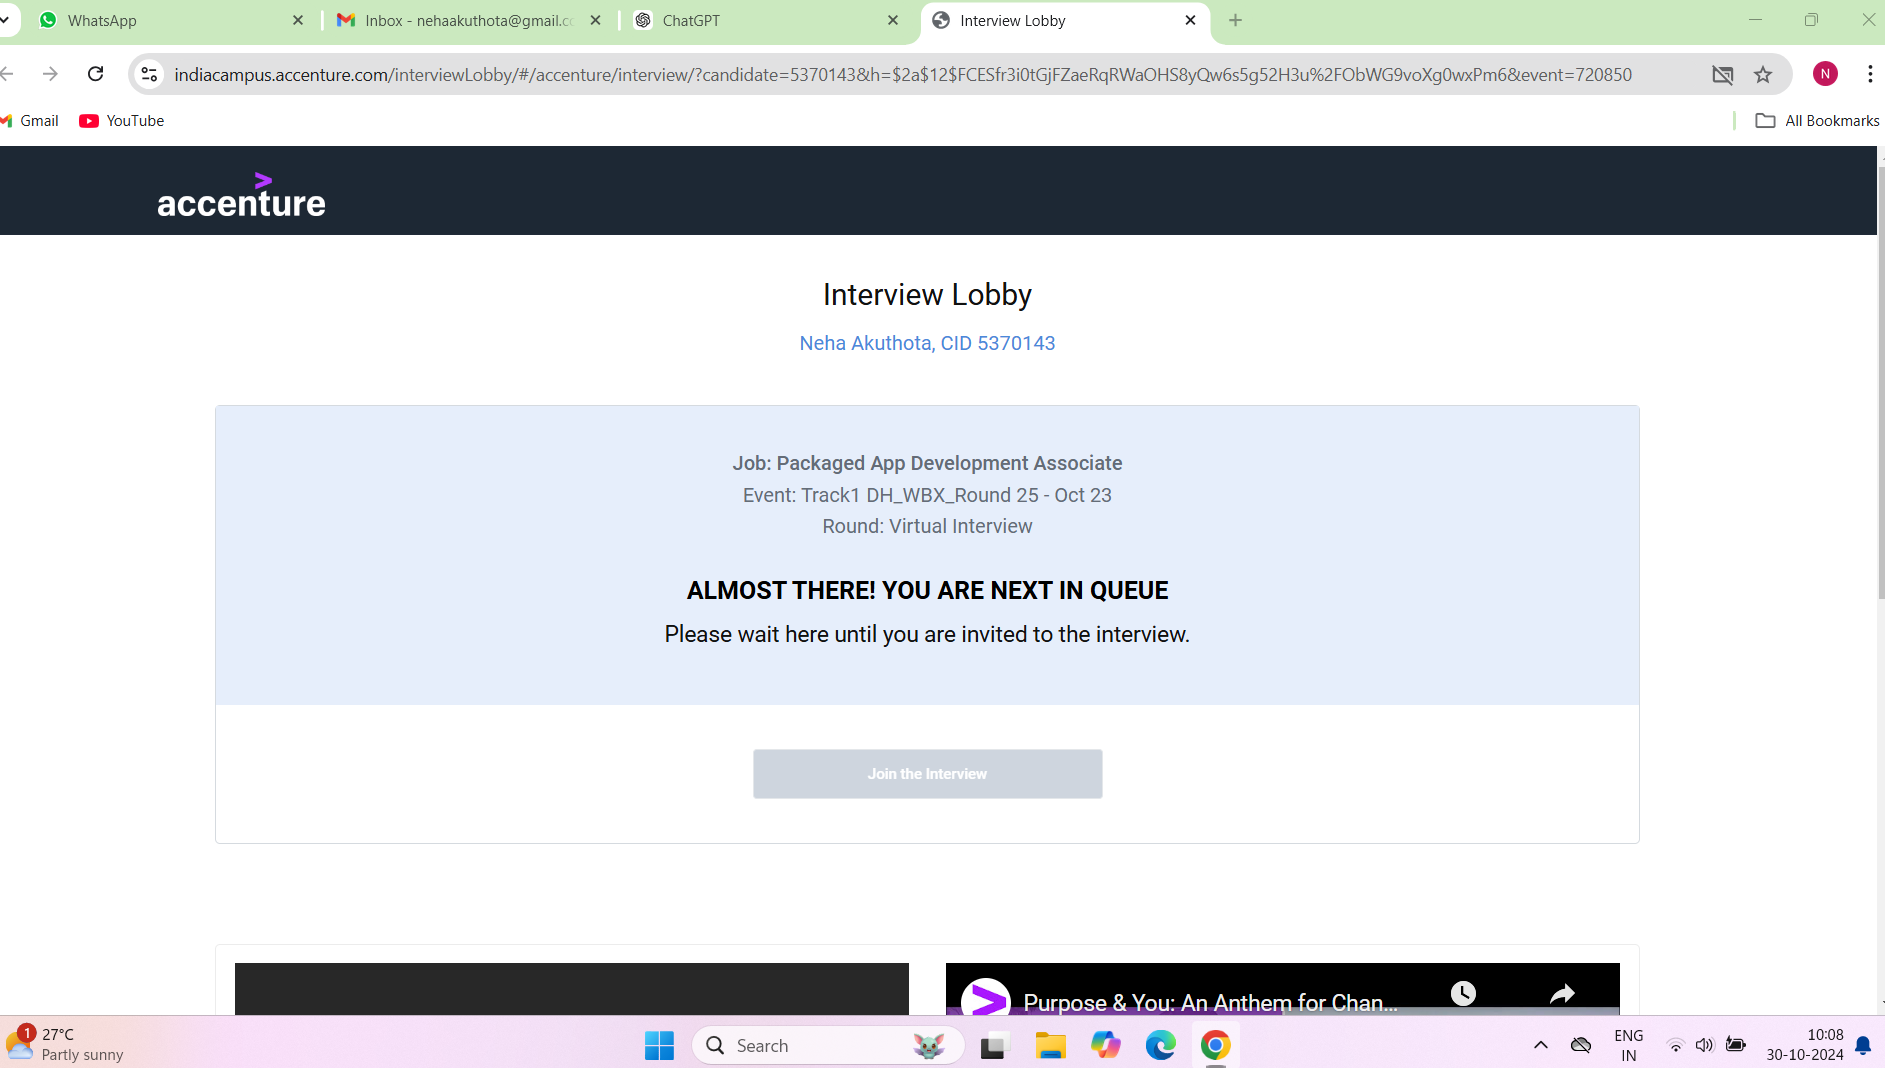 WhatsApp
Inbox - nehaakuthota@gmail.cc
ChatGPT
Interview Lobby
indiacampus.accenture.com/interviewLobby/#/accenture/interview/?candidate=5370143&h=$2a$12$FCESfr3i0tGjFZaeRqRWaOHS8yQw6s5g52H3u%2FObWG9voXg0wxPm6&event=720850
N
Gmail
YouTube
All Bookmarks
accenture
Interview Lobby
Neha Akuthota, CID 5370143
Job: Packaged App Development Associate
Event: Track1 DH_WBX_Round 25 - Oct 23
Round: Virtual Interview
ALMOST THERE! YOU ARE NEXT IN QUEUE
Please wait here until you are invited to the interview.
Join the Interview
Purpose & You: An Anthem for Chan...
1
27°C
Partly sunny
Search
ENG
IN
10:08
30-10-2024